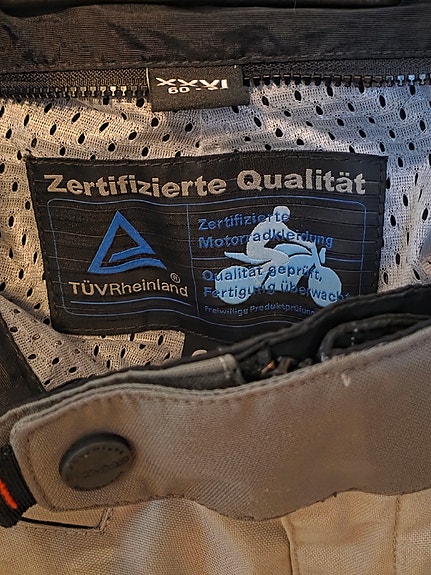 XXVI
60
Zertifizierte Qualität
TÜVRheinland®
Zertifizierte
Motorradkleidung
Qualität geprüft,
Fertigung überwacht
Freiwillige Produktprüfung